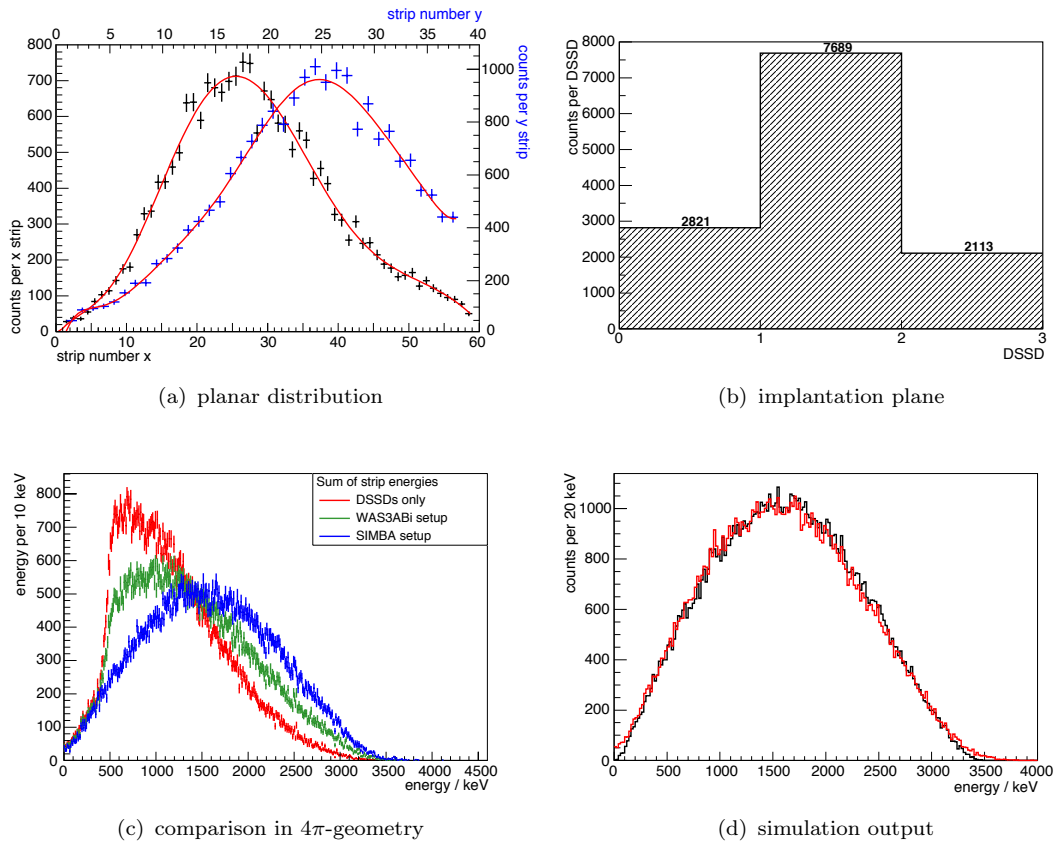 strip number y
0 5 10 15 20 25 30 35 40
counts per x strip
800
700
600
500
400
300
200
100
0
counts per y strip
1000
800
600
400
200
0
0 10 20 30 40 50 60
strip number x
(a) planar distribution
counts per DSSD
8000
7000
6000
5000
4000
3000
2000
1000
0
7689
2821
2113
0 1 2 3
DSSD
(b) implantation plane
energy per 10 keV
800
700
600
500
400
300
200
100
0
Sum of strip energies
DSSDs only
WAS3ABi setup
SIMBA setup
0 500 1000 1500 2000 2500 3000 3500 4000 4500
energy / keV
(c) comparison in 4π-geometry
counts per 20 keV
1000
800
600
400
200
0
0 500 1000 1500 2000 2500 3000 3500 4000
energy / keV
(d) simulation output